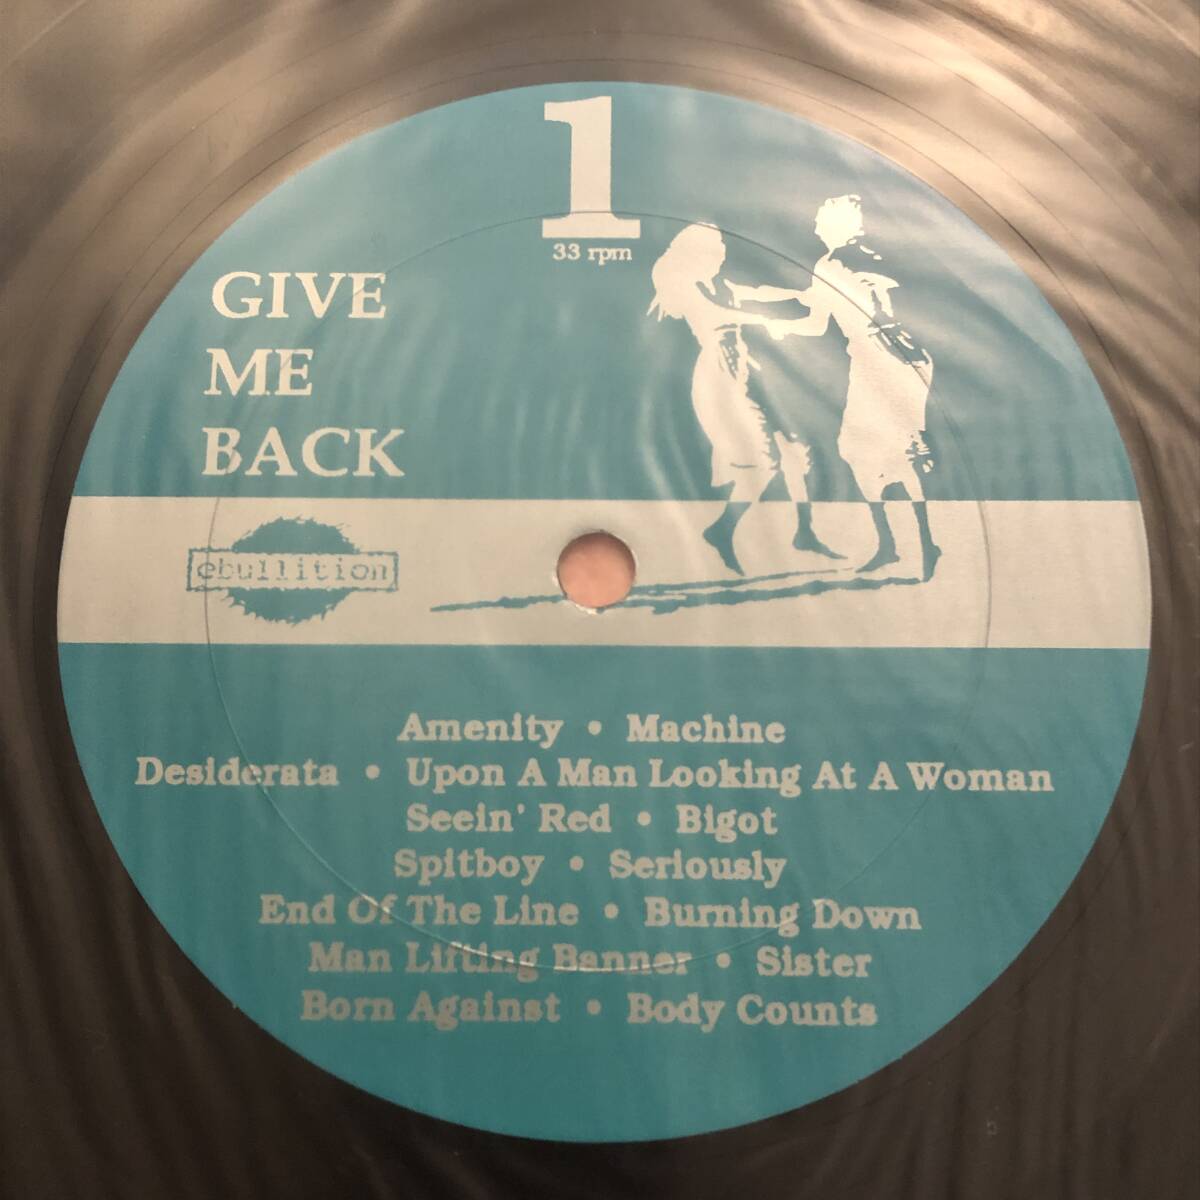 1
33 rpm
GIVE
ME
BACK
ebullition
Amenity • Machine
Desiderata • Upon A Man Looking At A Woman
Seein' Red • Bigot
Spitboy • Seriously
End Of The Line • Burning Down
Man Lifting Banner • Sister
Born Against • Body Counts